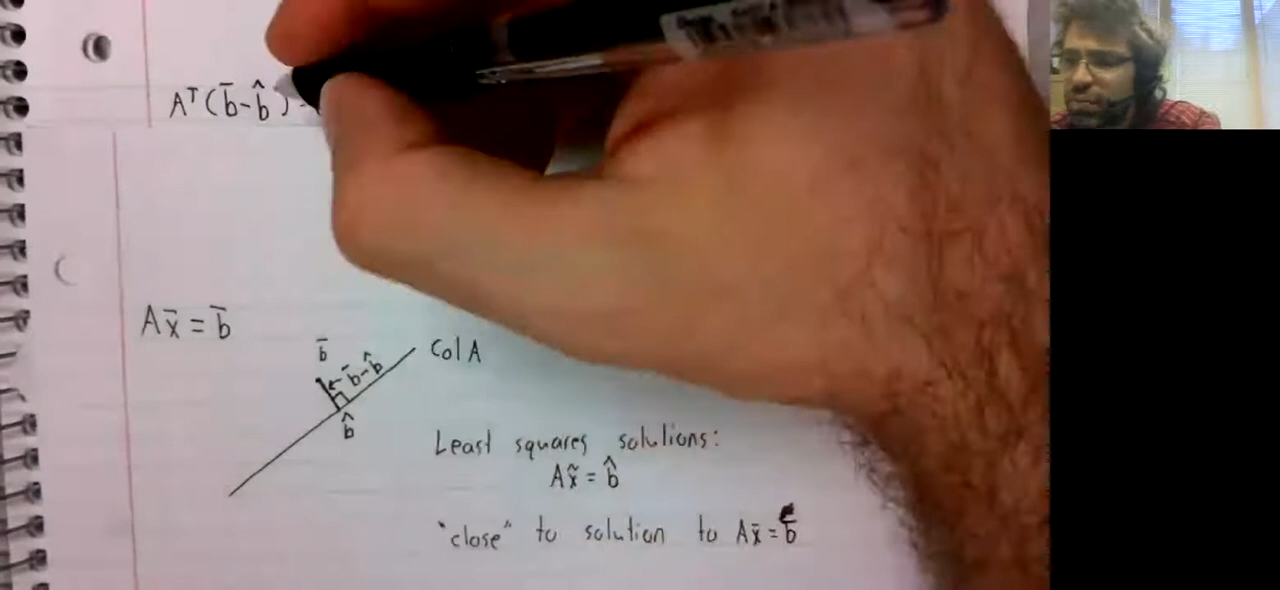 Aᵀ(b̄-b̂) =
Ax̄ = b̄
b̄
b̄-b̂
Col A
b̂
Least squares solutions:
Ax̃ = b̂
"close" to solution to Ax̄ = b̄